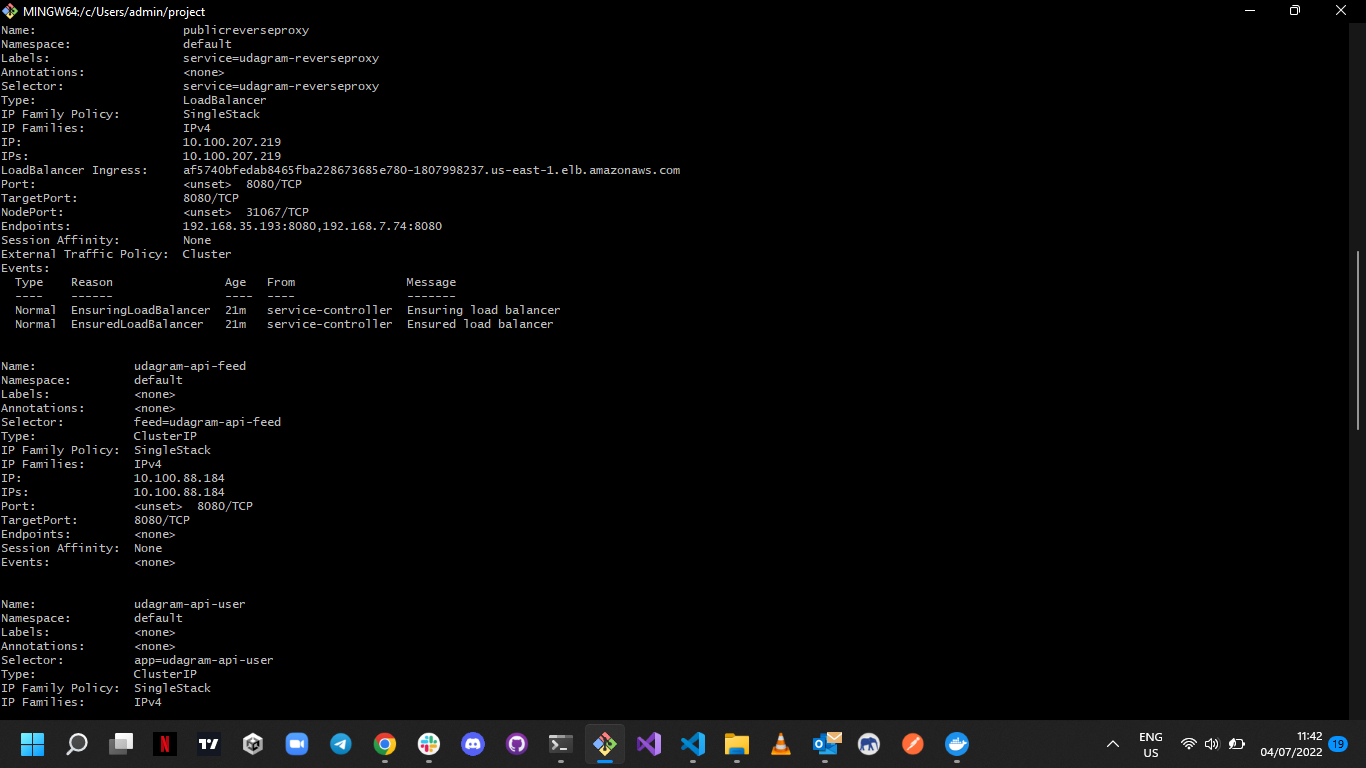 MINGW64:/c/Users/admin/project
Name:                     publicreverseproxy
Namespace:                default
Labels:                   service=udagram-reverseproxy
Annotations:              <none>
Selector:                 service=udagram-reverseproxy
Type:                     LoadBalancer
IP Family Policy:         SingleStack
IP Families:              IPv4
IP:                       10.100.207.219
IPs:                      10.100.207.219
LoadBalancer Ingress:     af5740bfedab8465fba228673685e780-1807998237.us-east-1.elb.amazonaws.com
Port:                     <unset>  8080/TCP
TargetPort:               8080/TCP
NodePort:                 <unset>  31067/TCP
Endpoints:                192.168.35.193:8080,192.168.7.74:8080
Session Affinity:         None
External Traffic Policy:  Cluster
Events:
  Type    Reason                Age   From                Message
  ----    ------                ----  ----                -------
  Normal  EnsuringLoadBalancer  21m   service-controller  Ensuring load balancer
  Normal  EnsuredLoadBalancer   21m   service-controller  Ensured load balancer
Name:              udagram-api-feed
Namespace:         default
Labels:            <none>
Annotations:       <none>
Selector:          feed=udagram-api-feed
Type:              ClusterIP
IP Family Policy:  SingleStack
IP Families:       IPv4
IP:                10.100.88.184
IPs:               10.100.88.184
Port:              <unset>  8080/TCP
TargetPort:        8080/TCP
Endpoints:         <none>
Session Affinity:  None
Events:            <none>
Name:              udagram-api-user
Namespace:         default
Labels:            <none>
Annotations:       <none>
Selector:          app=udagram-api-user
Type:              ClusterIP
IP Family Policy:  SingleStack
IP Families:       IPv4
ENG
US
11:42
04/07/2022
19